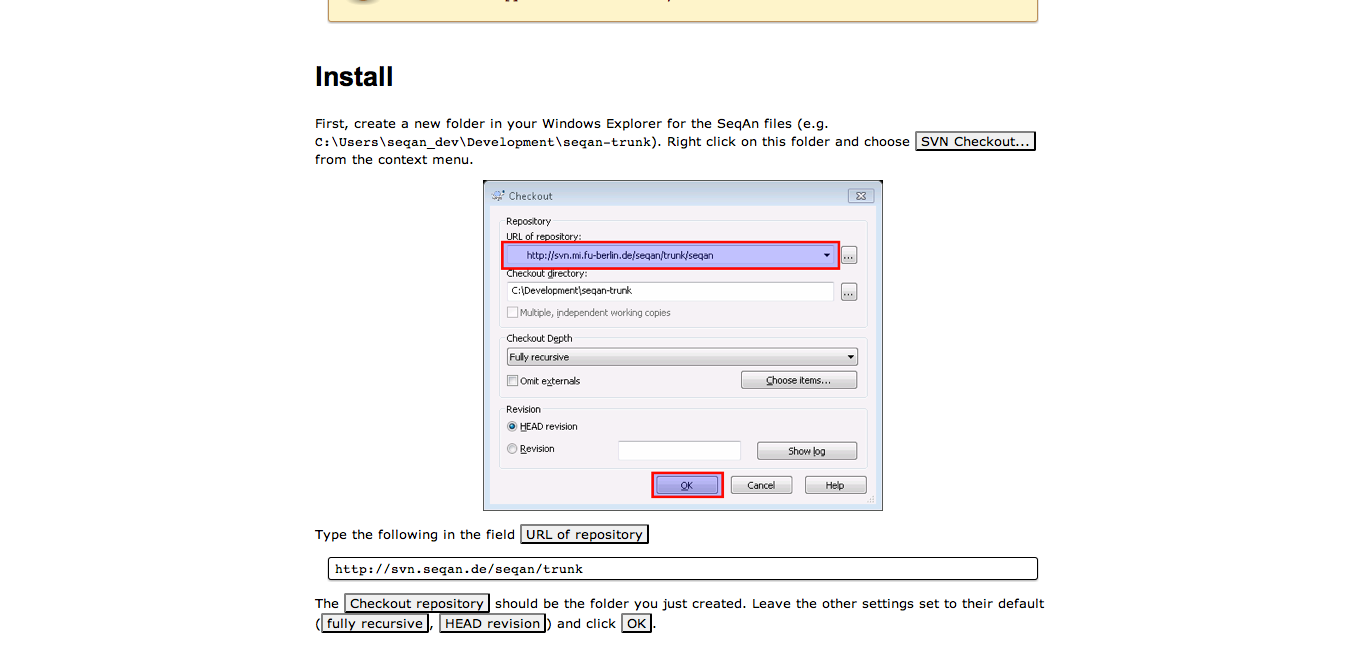 Install
First, create a new folder in your Windows Explorer for the SeqAn files (e.g.
C:\Users\seqan_dev\Development\seqan-trunk). Right click on this folder and choose SVN Checkout...
from the context menu.
Checkout
Repository
URL of repository:
http://svn.mi.fu-berlin.de/seqan/trunk/seqan
...
Checkout directory:
C:\Development\seqan-trunk
...
Multiple, independent working copies
Checkout Depth
Fully recursive
Omit externals
Choose items...
Revision
HEAD revision
Revision
Show log
OK Cancel Help
Type the following in the field URL of repository
http://svn.seqan.de/seqan/trunk
The Checkout repository should be the folder you just created. Leave the other settings set to their default
(fully recursive, HEAD revision) and click OK.